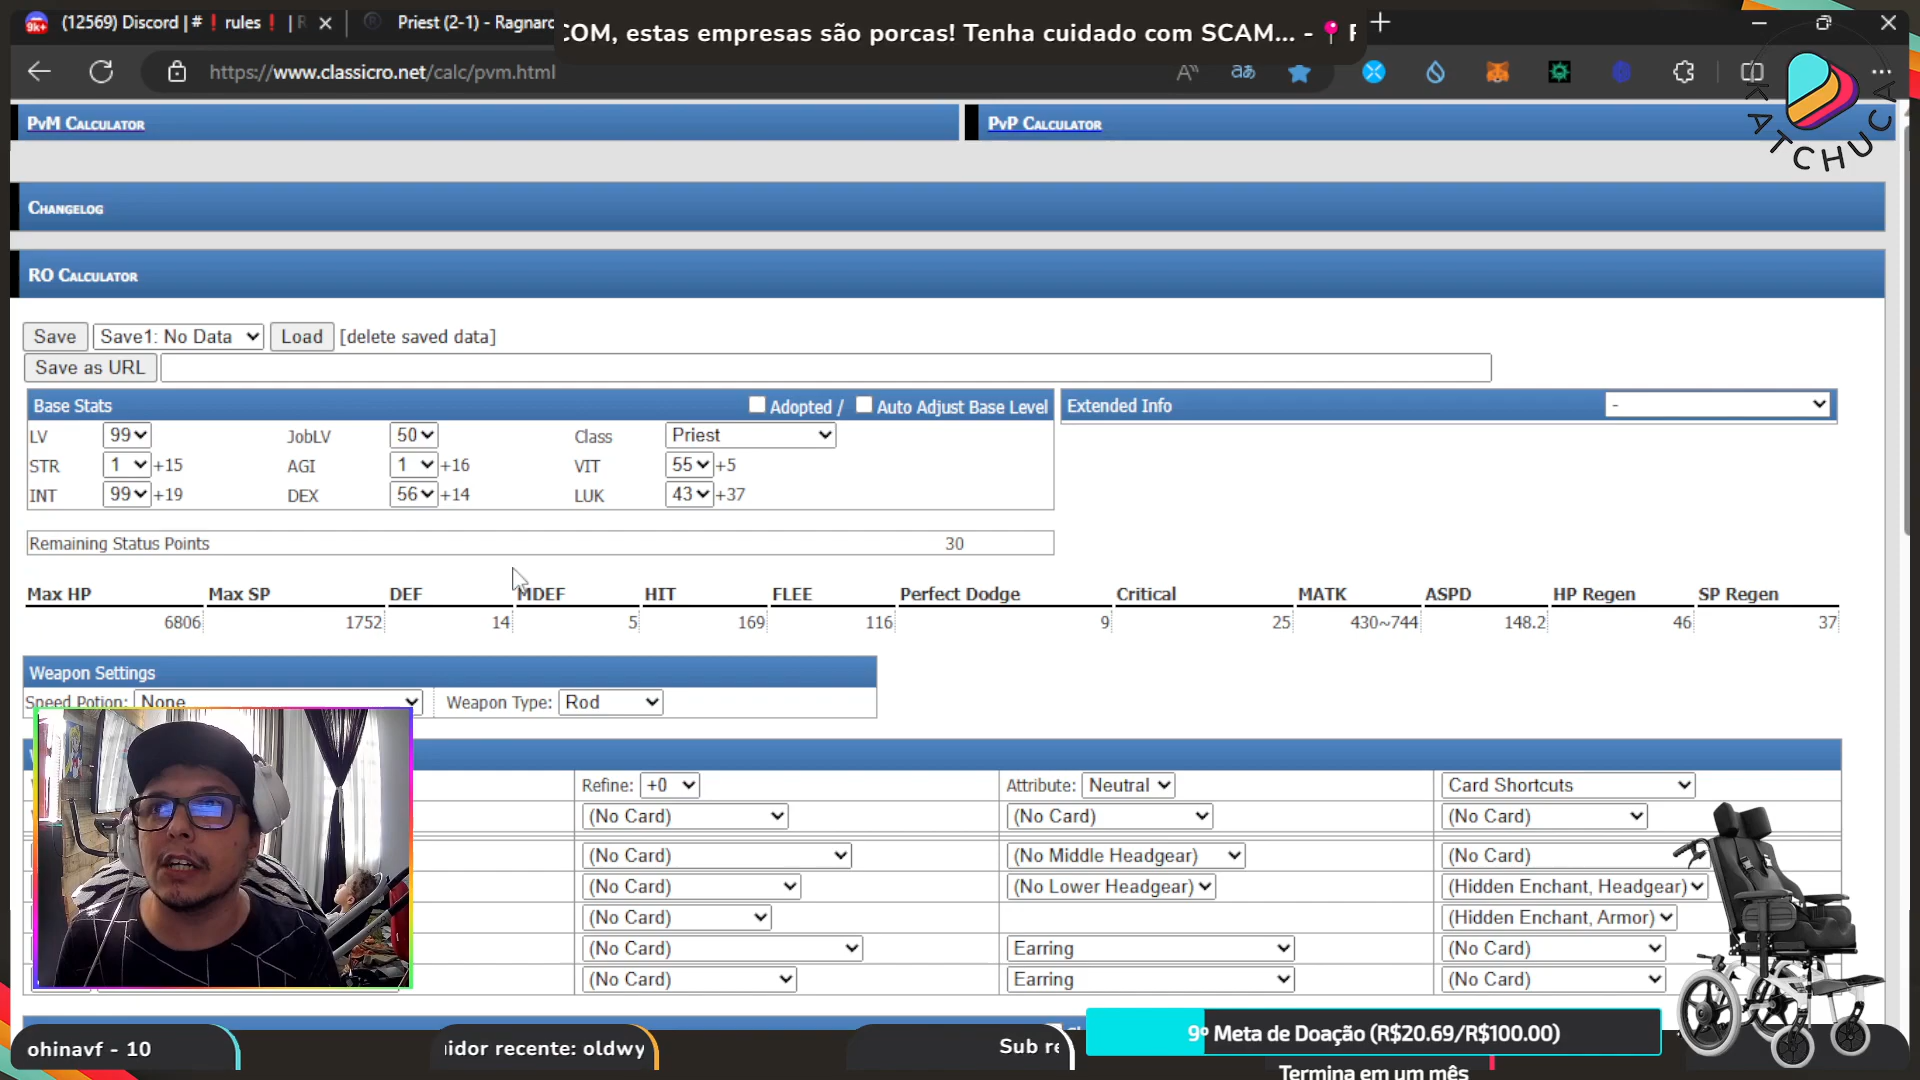 (12569) Discord | #❗rules❗ | R
Priest (2-1) - Ragnaro
COM, estas empresas são porcas! Tenha cuidado com SCAM... - 📍 F
https://www.classicro.net/calc/pvm.html
KATCHUCA
PvM Calculator
PvP Calculator
Changelog
RO Calculator
Save Save1: No Data Load [delete saved data]
Save as URL
Base Stats Adopted / Auto Adjust Base Level Extended Info -
LV 99 JobLV 50 Class Priest
STR 1 +15 AGI 1 +16 VIT 55 +5
INT 99 +19 DEX 56 +14 LUK 43 +37
Remaining Status Points 30
Max HP Max SP DEF MDEF HIT FLEE Perfect Dodge Critical MATK ASPD HP Regen SP Regen
6806 1752 14 5 169 116 9 25 430~744 148.2 46 37
Weapon Settings
Speed Potion: None Weapon Type: Rod
Refine: +0 Attribute: Neutral Card Shortcuts
(No Card) (No Card) (No Card)
(No Card) (No Middle Headgear) (No Card)
(No Card) (No Lower Headgear) (Hidden Enchant, Headgear)
(No Card) (Hidden Enchant, Armor)
(No Card) Earring (No Card)
(No Card) Earring (No Card)
ohinavf - 10
idor recente: oldwy
Sub re
9º Meta de Doação (R$20.69/R$100.00)
Termina em um mês